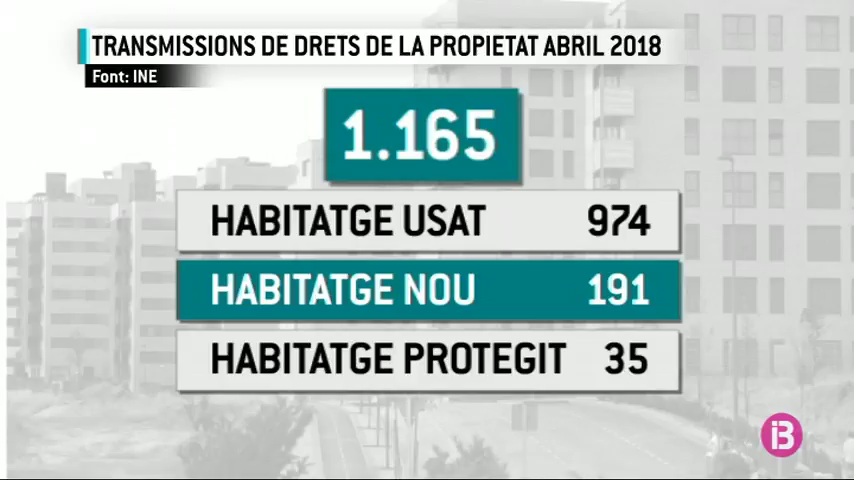 TRANSMISSIONS DE DRETS DE LA PROPIETAT ABRIL 2018
Font: INE
1.165
HABITATGE USAT 974
HABITATGE NOU 191
HABITATGE PROTEGIT 35
IB3